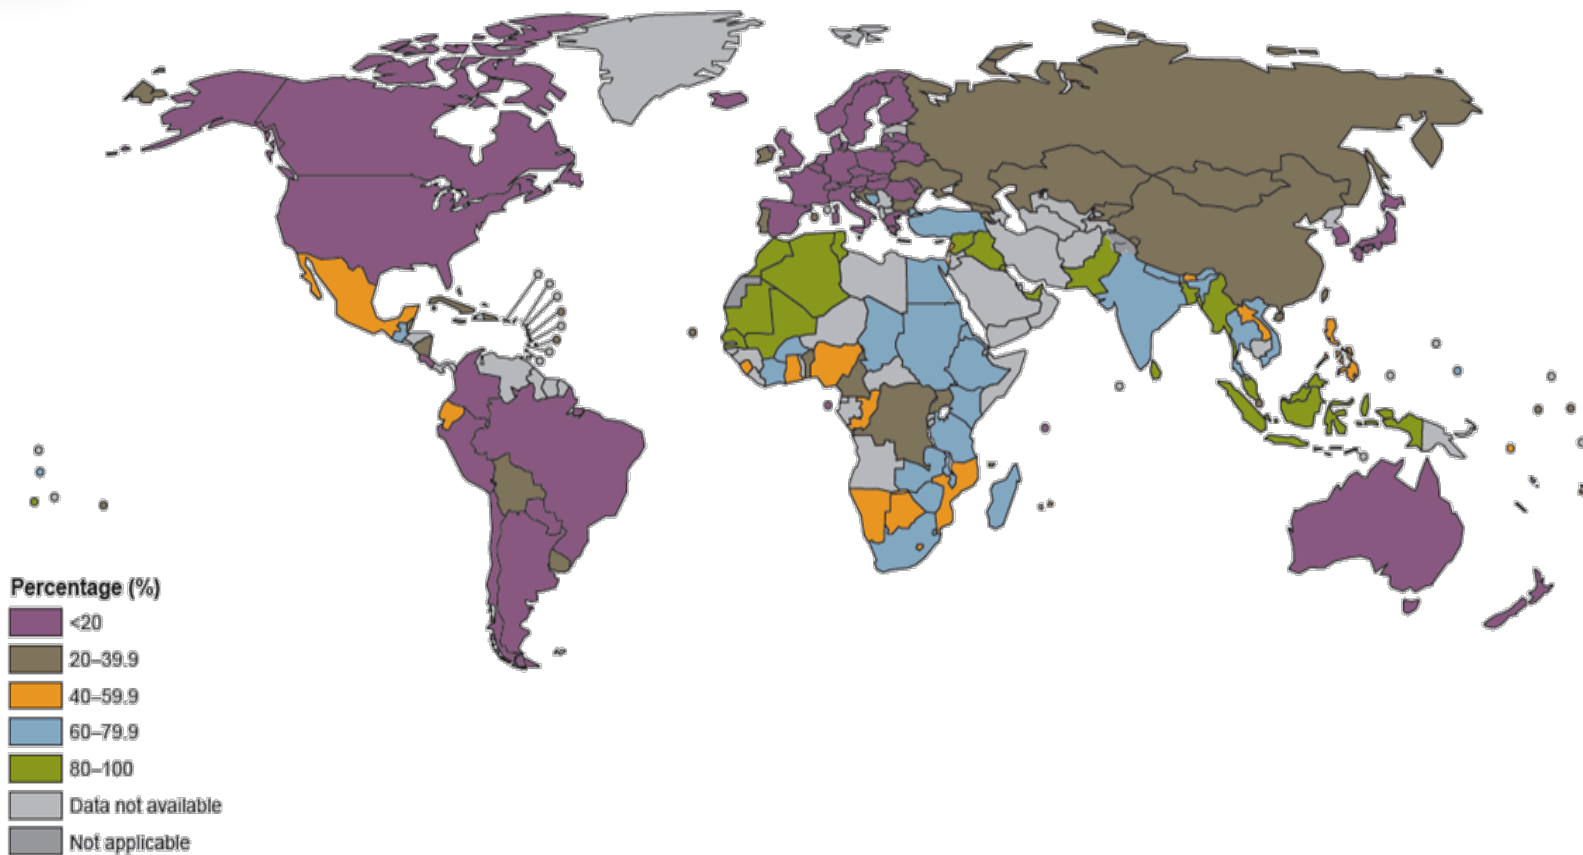 Percentage (%)
<20
20–39.9
40–59.9
60–79.9
80–100
Data not available
Not applicable